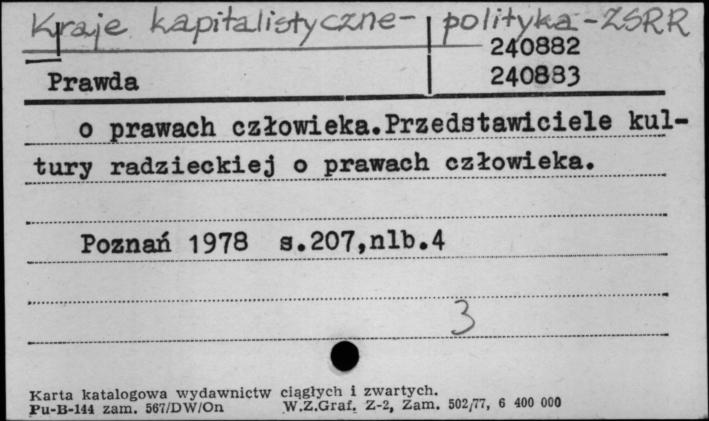 Kraje kapitalistyczne- polityka-ZSRR
240882
Prawda 240883
o prawach człowieka.Przedstawiciele kul-
tury radzieckiej o prawach człowieka.
Poznań 1978 s.207,nlb.4
3
Karta katalogowa wydawnictw ciągłych i zwartych.
Pu-B-144 zam. 567/DW/On W.Z.Graf. Z-2, Zam. 502/77, 6 400 000